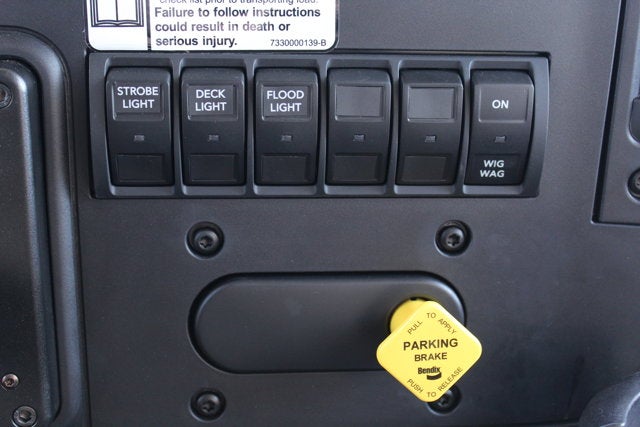 check list prior to transporting load.
Failure to follow instructions
could result in death or
serious injury.
7330000139-B
STROBE
LIGHT
DECK
LIGHT
FLOOD
LIGHT
ON
WIG
WAG
PULL TO APPLY
PARKING
BRAKE
Bendix
PUSH TO RELEASE